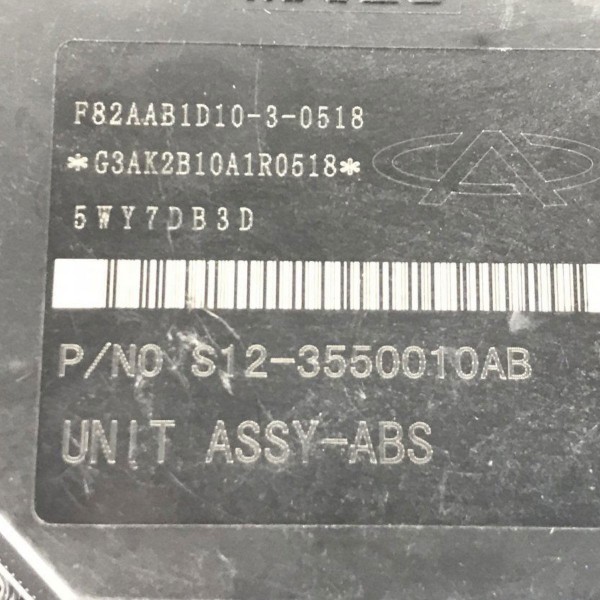 F82AAB1D10-3-0518
*G3AK2B10A1R0518*
5WY7DB3D
P/NO S12-3550010AB
UNIT ASSY-ABS